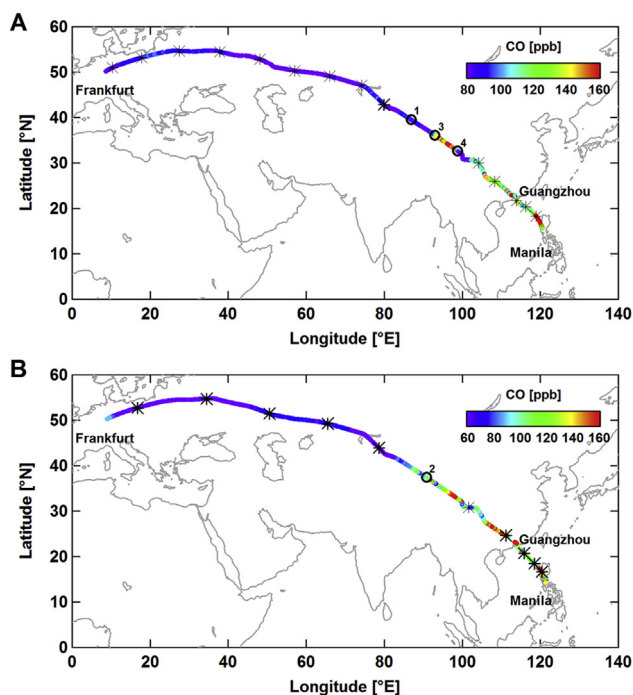 A
60
50
40
30
20
10
0
Latitude [°N]
CO [ppb]
80 100 120 140 160
Frankfurt
1
3
4
Guangzhou
Manila
0 20 40 60 80 100 120 140
Longitude [°E]
B
60
50
40
30
20
10
0
Latitude [°N]
CO [ppb]
60 80 100 120 140 160
Frankfurt
2
Guangzhou
Manila
0 20 40 60 80 100 120 140
Longitude [°E]